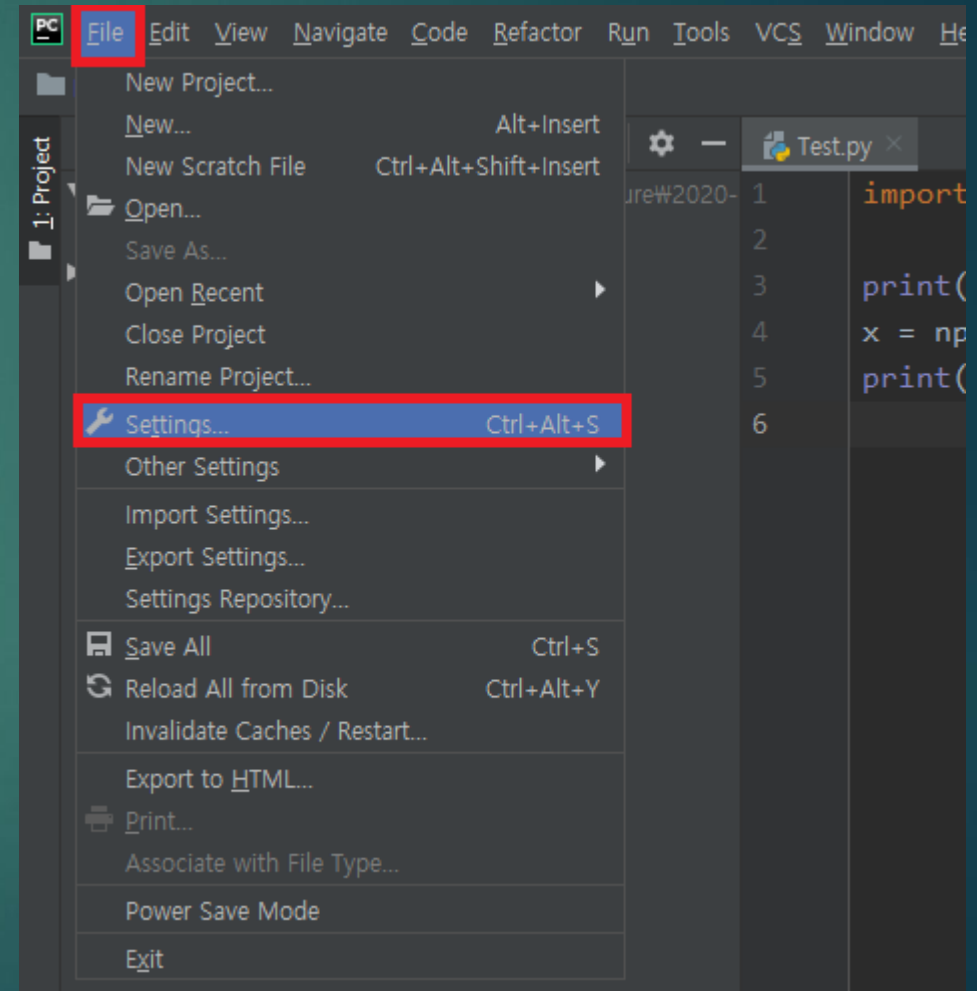 PC File Edit View Navigate Code Refactor Run Tools VCS Window
New Project...
New... Alt+Insert
New Scratch File Ctrl+Alt+Shift+Insert
Open...
Save As...
Open Recent
Close Project
Rename Project...
Settings... Ctrl+Alt+S
Other Settings
Import Settings...
Export Settings...
Settings Repository...
Save All Ctrl+S
Reload All from Disk Ctrl+Alt+Y
Invalidate Caches / Restart...
Export to HTML...
Print...
Associate with File Type...
Power Save Mode
Exit
1: Project
ure₩2020-
Test.py
1 import
2
3 print(
4 x = np
5 print(
6